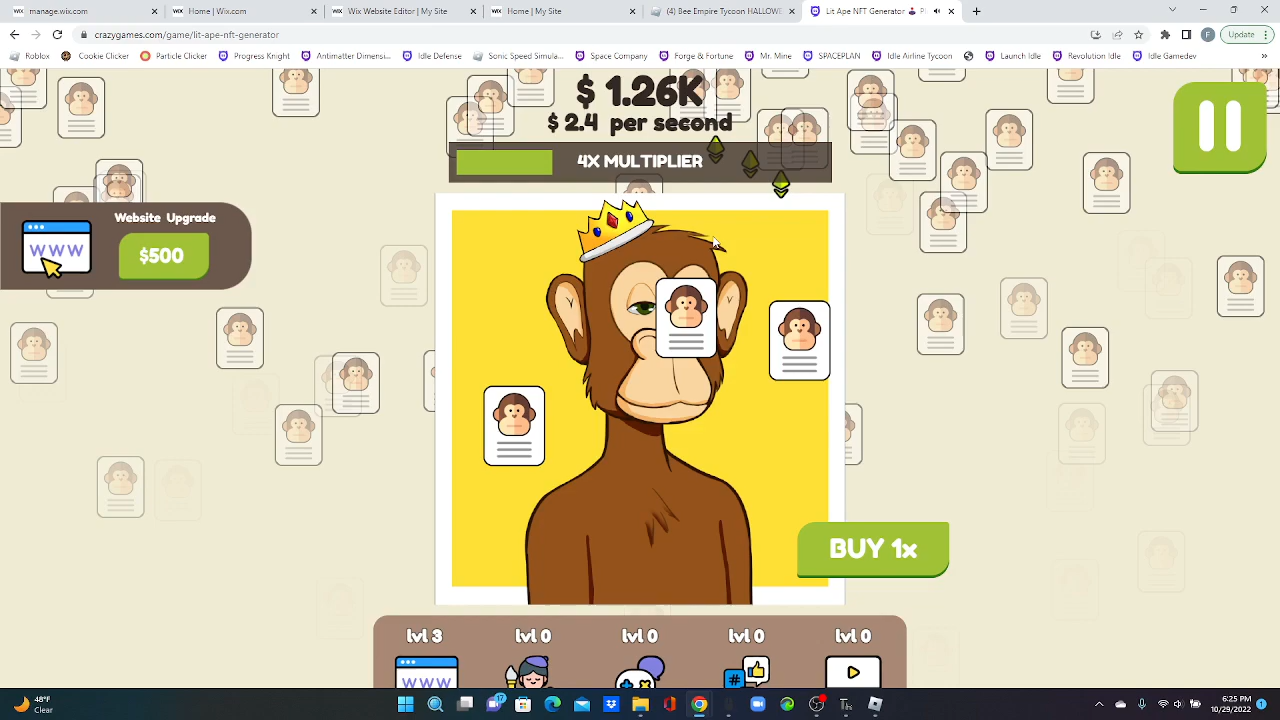 manage.wix.com
Home | Wix.com
Wix Website Editor | My Site
Home | My Site
(4) Bee Empire Tycoon HALLOWE
Lit Ape NFT Generator
crazygames.com/game/lit-ape-nft-generator
F
Update
Roblox
Cookie Clicker
Particle Clicker
Progress Knight
Antimatter Dimensi...
Idle Defense
Sonic Speed Simula...
Space Company
Forge & Fortune
Mr. Mine
SPACEPLAN
Idle Airline Tycoon
Launch Idle
Revolution Idle
Idle Gamedev
»
$ 1.26K
$ 2.4 per second
4X MULTIPLIER
Website Upgrade
WWW
$500
BUY 1x
lvl 3
lvl 0
lvl 0
lvl 0
lvl 0
WWW
#
48°F
Clear
17
6:25 PM
10/29/2022
1